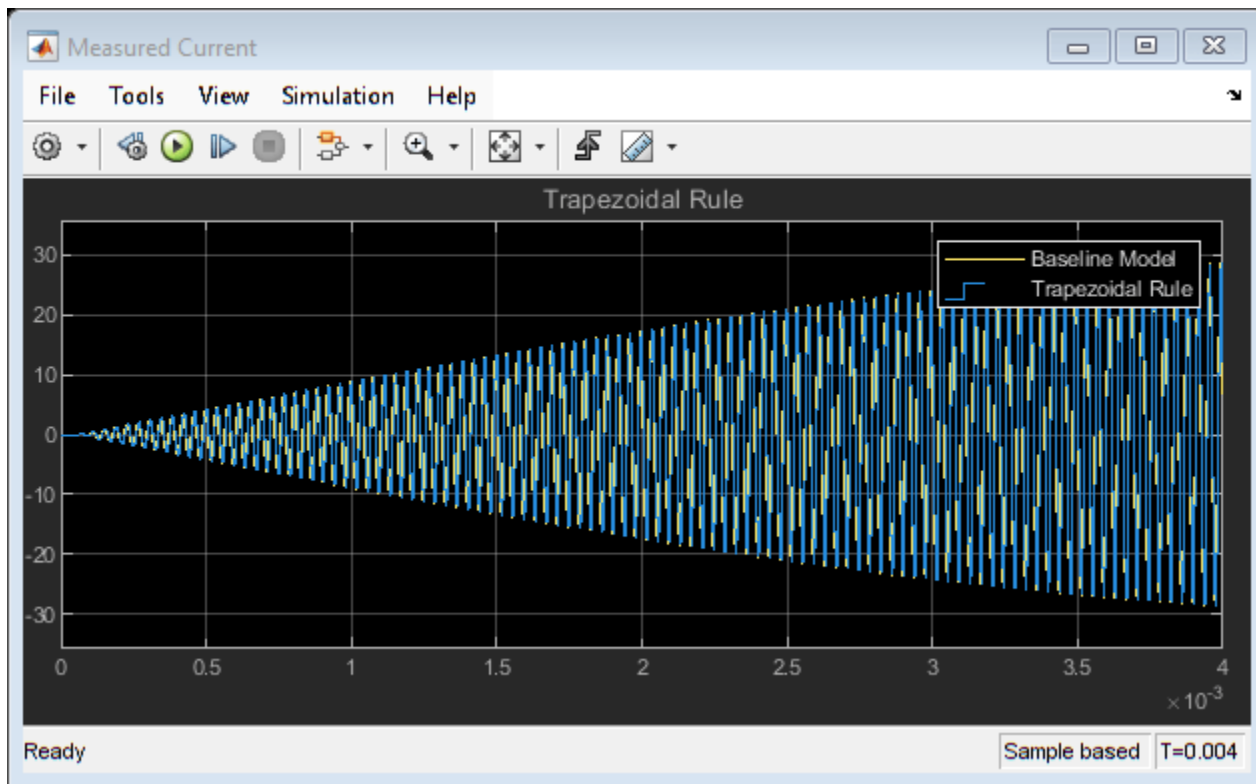 Measured Current
File Tools View Simulation Help
Trapezoidal Rule
Baseline Model
Trapezoidal Rule
30
20
10
0
-10
-20
-30
0 0.5 1 1.5 2 2.5 3 3.5 4
×10⁻³
Ready Sample based T=0.004